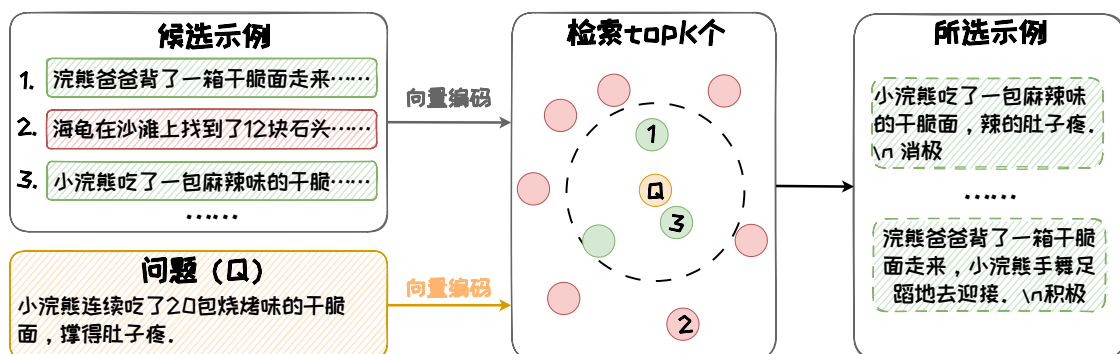 候选示例
1. 浣熊爸爸背了一箱干脆面走来……
2. 海龟在沙滩上找到了12块石头……
3. 小浣熊吃了一包麻辣味的干脆……
……
问题（Q）
小浣熊连续吃了20包烧烤味的干脆
面，撑得肚子疼.
向量编码
向量编码
检索topK个
1
Q
3
2
所选示例
小浣熊吃了一包麻辣味
的干脆面，辣的肚子疼.
\n 消极
……
浣熊爸爸背了一箱干脆
面走来，小浣熊手舞足
蹈地去迎接. \n积极